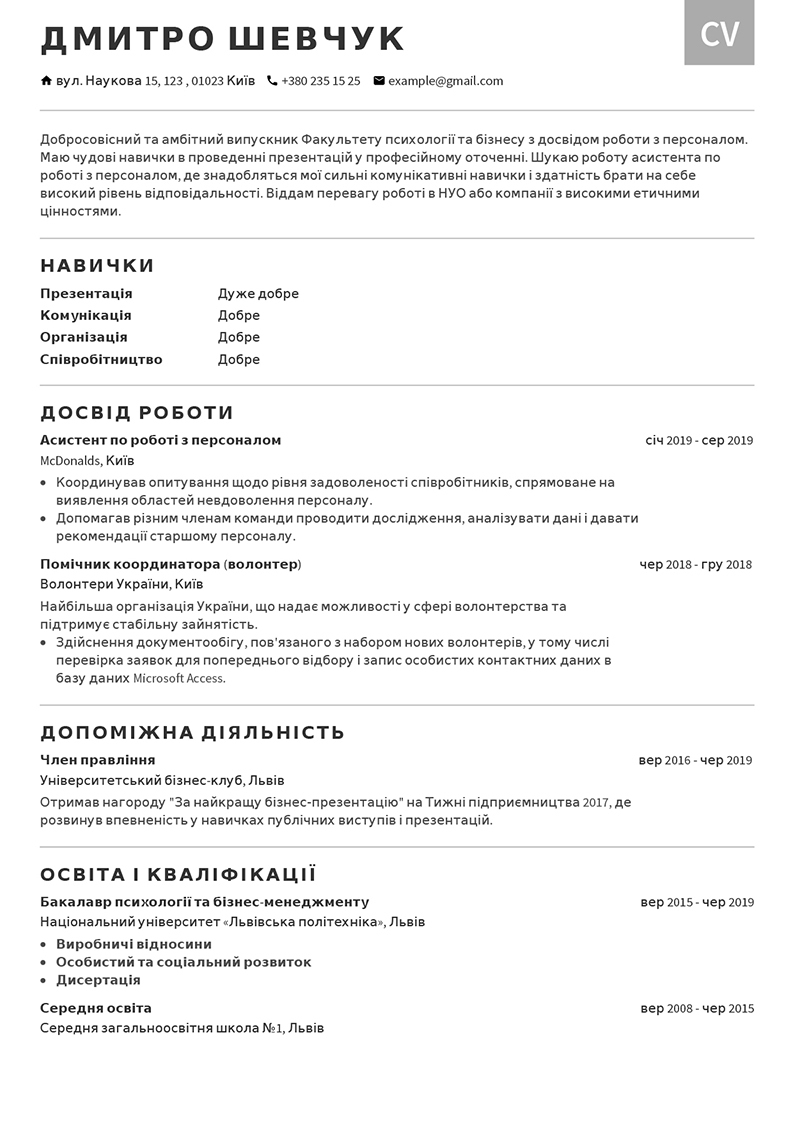 ДМИТРО ШЕВЧУК
CV
вул. Наукова 15, 123 , 01023 Київ +380 235 15 25 example@gmail.com
Добросовісний та амбітний випускник Факультету психології та бізнесу з досвідом роботи з персоналом.
Маю чудові навички в проведенні презентацій у професійному оточенні. Шукаю роботу асистента по
роботі з персоналом, де знадобляться мої сильні комунікативні навички і здатність брати на себе
високий рівень відповідальності. Віддам перевагу роботі в НУО або компанії з високими етичними
цінностями.
НАВИЧКИ
Презентація Дуже добре
Комунікація Добре
Організація Добре
Співробітництво Добре
ДОСВІД РОБОТИ
Асистент по роботі з персоналом січ 2019 - сер 2019
McDonalds, Київ
• Координував опитування щодо рівня задоволеності співробітників, спрямоване на
виявлення областей невдоволення персоналу.
• Допомагав різним членам команди проводити дослідження, аналізувати дані і давати
рекомендації старшому персоналу.
Помічник координатора (волонтер) чер 2018 - гру 2018
Волонтери України, Київ
Найбільша організація України, що надає можливості у сфері волонтерства та
підтримує стабільну зайнятість.
• Здійснення документообігу, пов'язаного з набором нових волонтерів, у тому числі
перевірка заявок для попереднього відбору і запис особистих контактних даних в
базу даних Microsoft Access.
ДОПОМІЖНА ДІЯЛЬНІСТЬ
Член правління вер 2016 - чер 2019
Університетський бізнес-клуб, Львів
Отримав нагороду "За найкращу бізнес-презентацію" на Тижні підприємництва 2017, де
розвинув впевненість у навичках публічних виступів і презентацій.
ОСВІТА І КВАЛІФІКАЦІЇ
Бакалавр психології та бізнес-менеджменту вер 2015 - чер 2019
Національний університет «Львівська політехніка», Львів
• Виробничі відносини
• Особистий та соціальний розвиток
• Дисертація
Середня освіта вер 2008 - чер 2015
Середня загальноосвітня школа №1, Львів